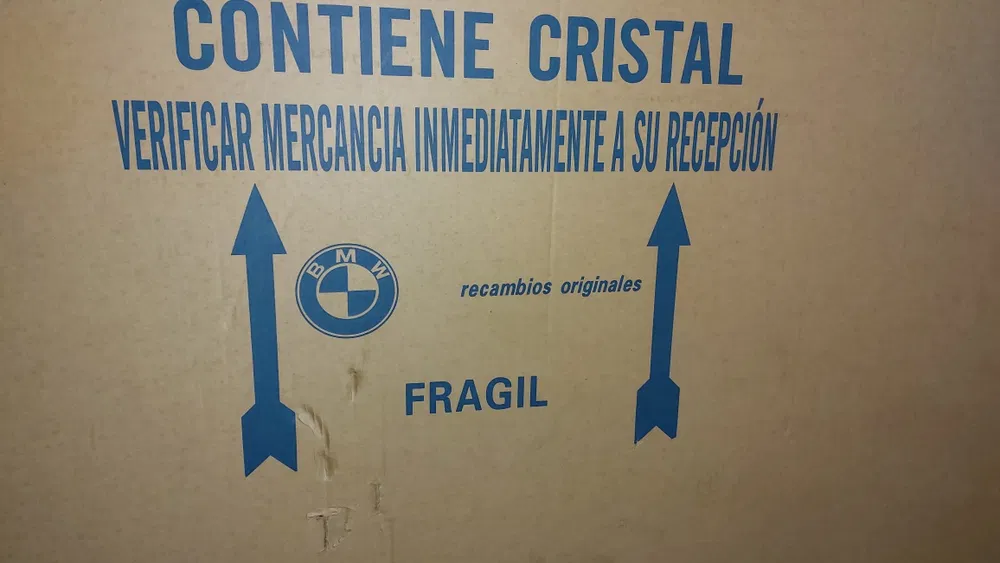 CONTIENE CRISTAL
VERIFICAR MERCANCIA INMEDIATAMENTE A SU RECEPCIÓN
BMW
recambios originales
FRAGIL